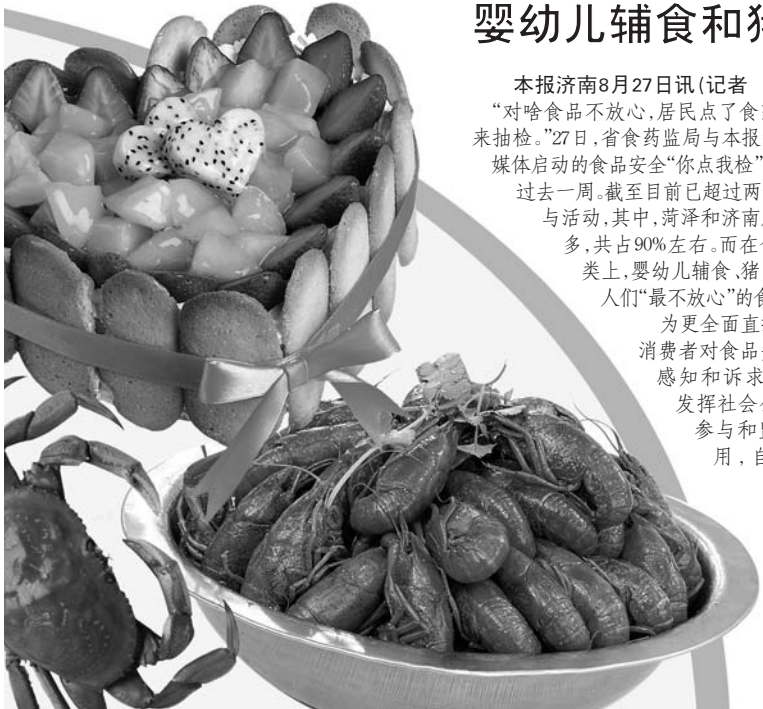 婴幼儿辅食和猪
本报济南8月27日讯(记者
“对啥食品不放心,居民点了食
来抽检。”27日,省食药监局与本报
媒体启动的食品安全“你点我检”
过去一周。截至目前已超过两
与活动,其中,菏泽和济南
多,共占90%左右。而在
类上,婴幼儿辅食、猪
人们“最不放心”的食
为更全面直
消费者对食品
感知和诉求
发挥社会
参与和
用,自